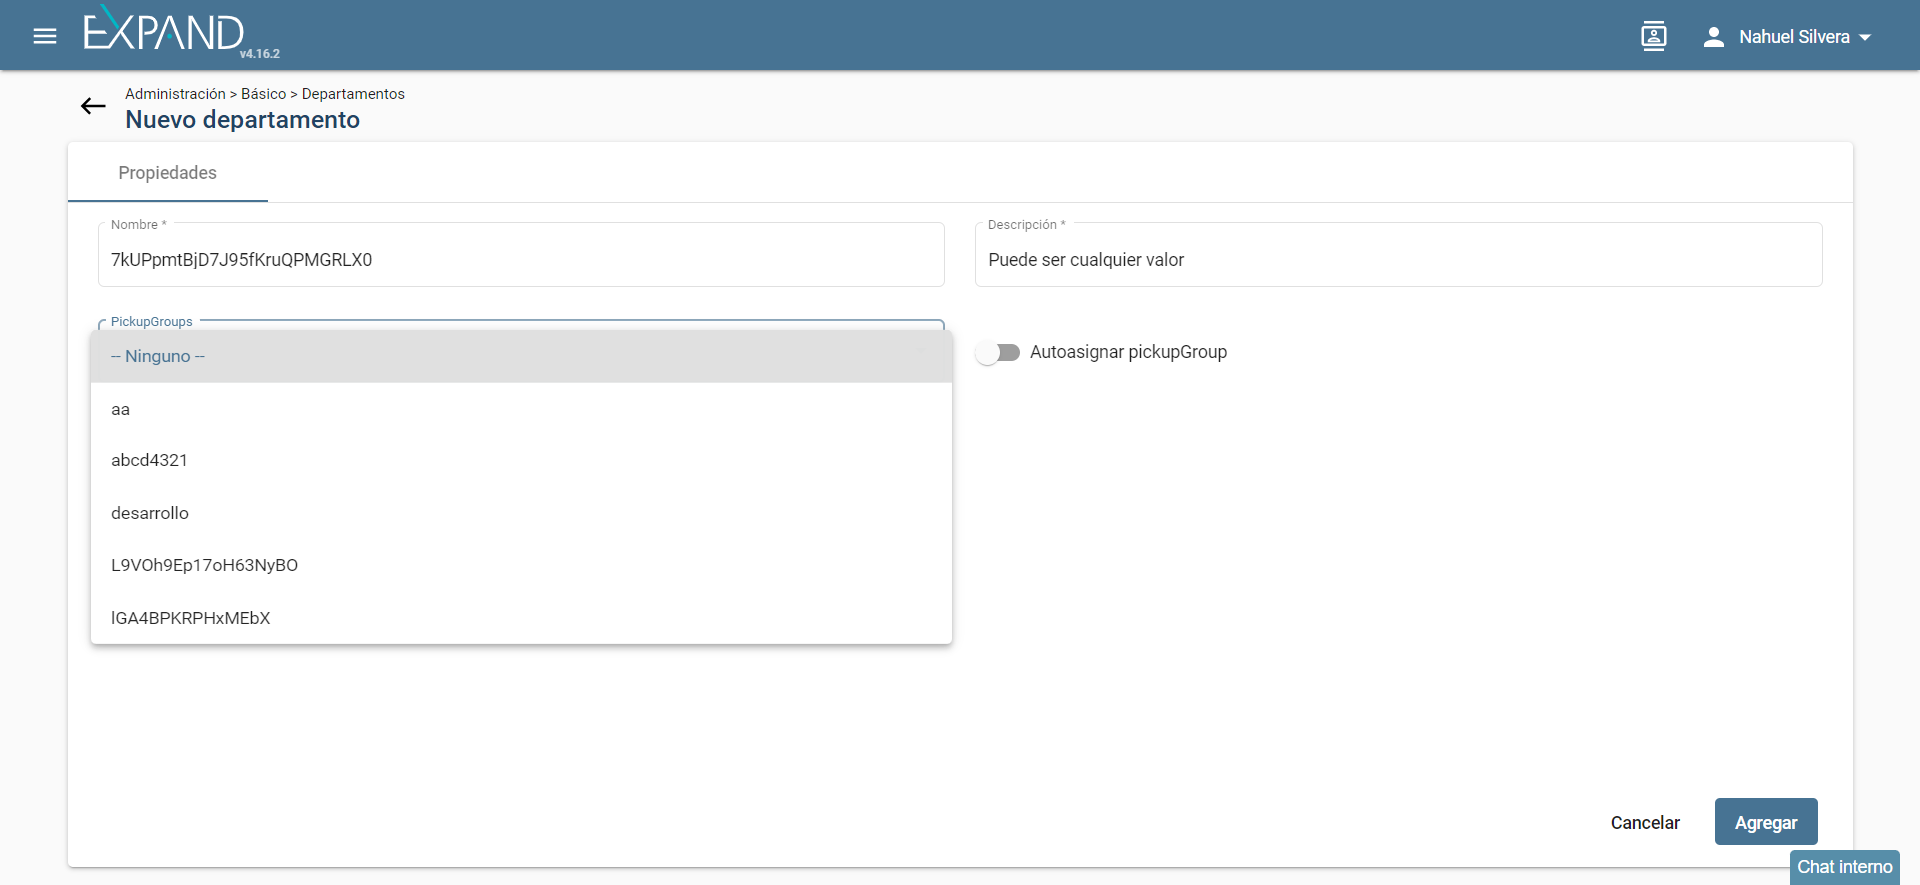 EXPAND
v4.16.2
Nahuel Silvera
Administración > Básico > Departamentos
Nuevo departamento
Propiedades
Nombre *
7kUPpmtBjD7J95fKruQPMGRLX0
Descripción *
Puede ser cualquier valor
PickupGroups
-- Ninguno --
Autoasignar pickupGroup
aa
abcd4321
desarrollo
L9VOh9Ep17oH63NyBO
lGA4BPKRPHxMEbX
Cancelar
Agregar
Chat interno